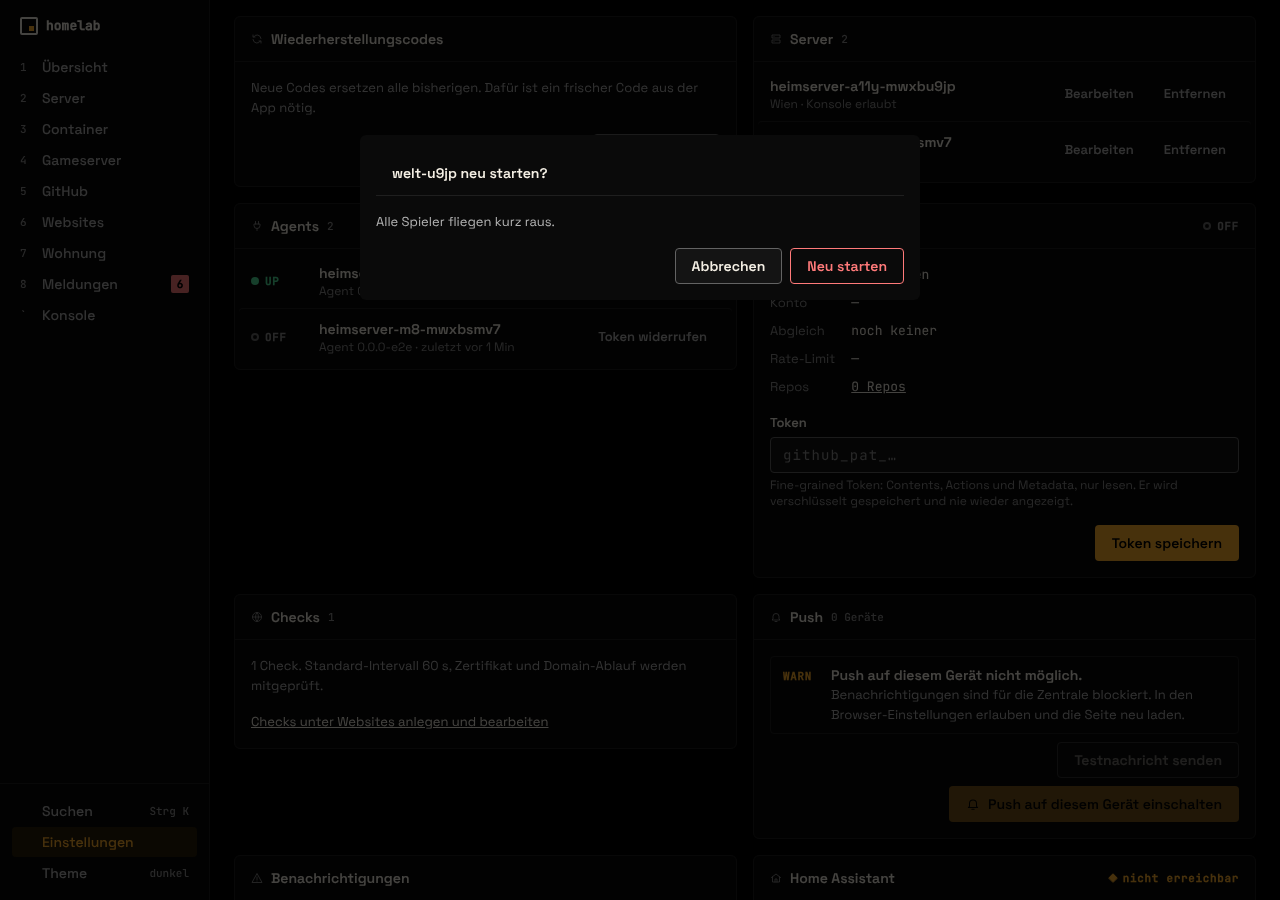 homelab
1 Übersicht
2 Server
3 Container
4 Gameserver
5 GitHub
6 Websites
7 Wohnung
8 Meldungen 6
` Konsole
Suchen Strg K
Einstellungen
Theme dunkel
Wiederherstellungscodes
Neue Codes ersetzen alle bisherigen. Dafür ist ein frischer Code aus der
App nötig.
Server 2
heimserver-a11y-mwxbu9jp
Wien · Konsole erlaubt
Bearbeiten Entfernen
smv7
Bearbeiten Entfernen
welt-u9jp neu starten?
Alle Spieler fliegen kurz raus.
Abbrechen Neu starten
Agents 2
UP heims
Agent 0
OFF heimserver-m8-mwxbsmv7
Agent 0.0.0-e2e · zuletzt vor 1 Min
Token widerrufen
OFF
Konto —
Abgleich noch keiner
Rate-Limit —
Repos 0 Repos
Token
github_pat_…
Fine-grained Token: Contents, Actions und Metadata, nur lesen. Er wird
verschlüsselt gespeichert und nie wieder angezeigt.
Token speichern
Checks 1
1 Check. Standard-Intervall 60 s, Zertifikat und Domain-Ablauf werden
mitgeprüft.
Checks unter Websites anlegen und bearbeiten
Push 0 Geräte
WARN Push auf diesem Gerät nicht möglich.
Benachrichtigungen sind für die Zentrale blockiert. In den
Browser-Einstellungen erlauben und die Seite neu laden.
Testnachricht senden
Push auf diesem Gerät einschalten
Benachrichtigungen
Home Assistant nicht erreichbar